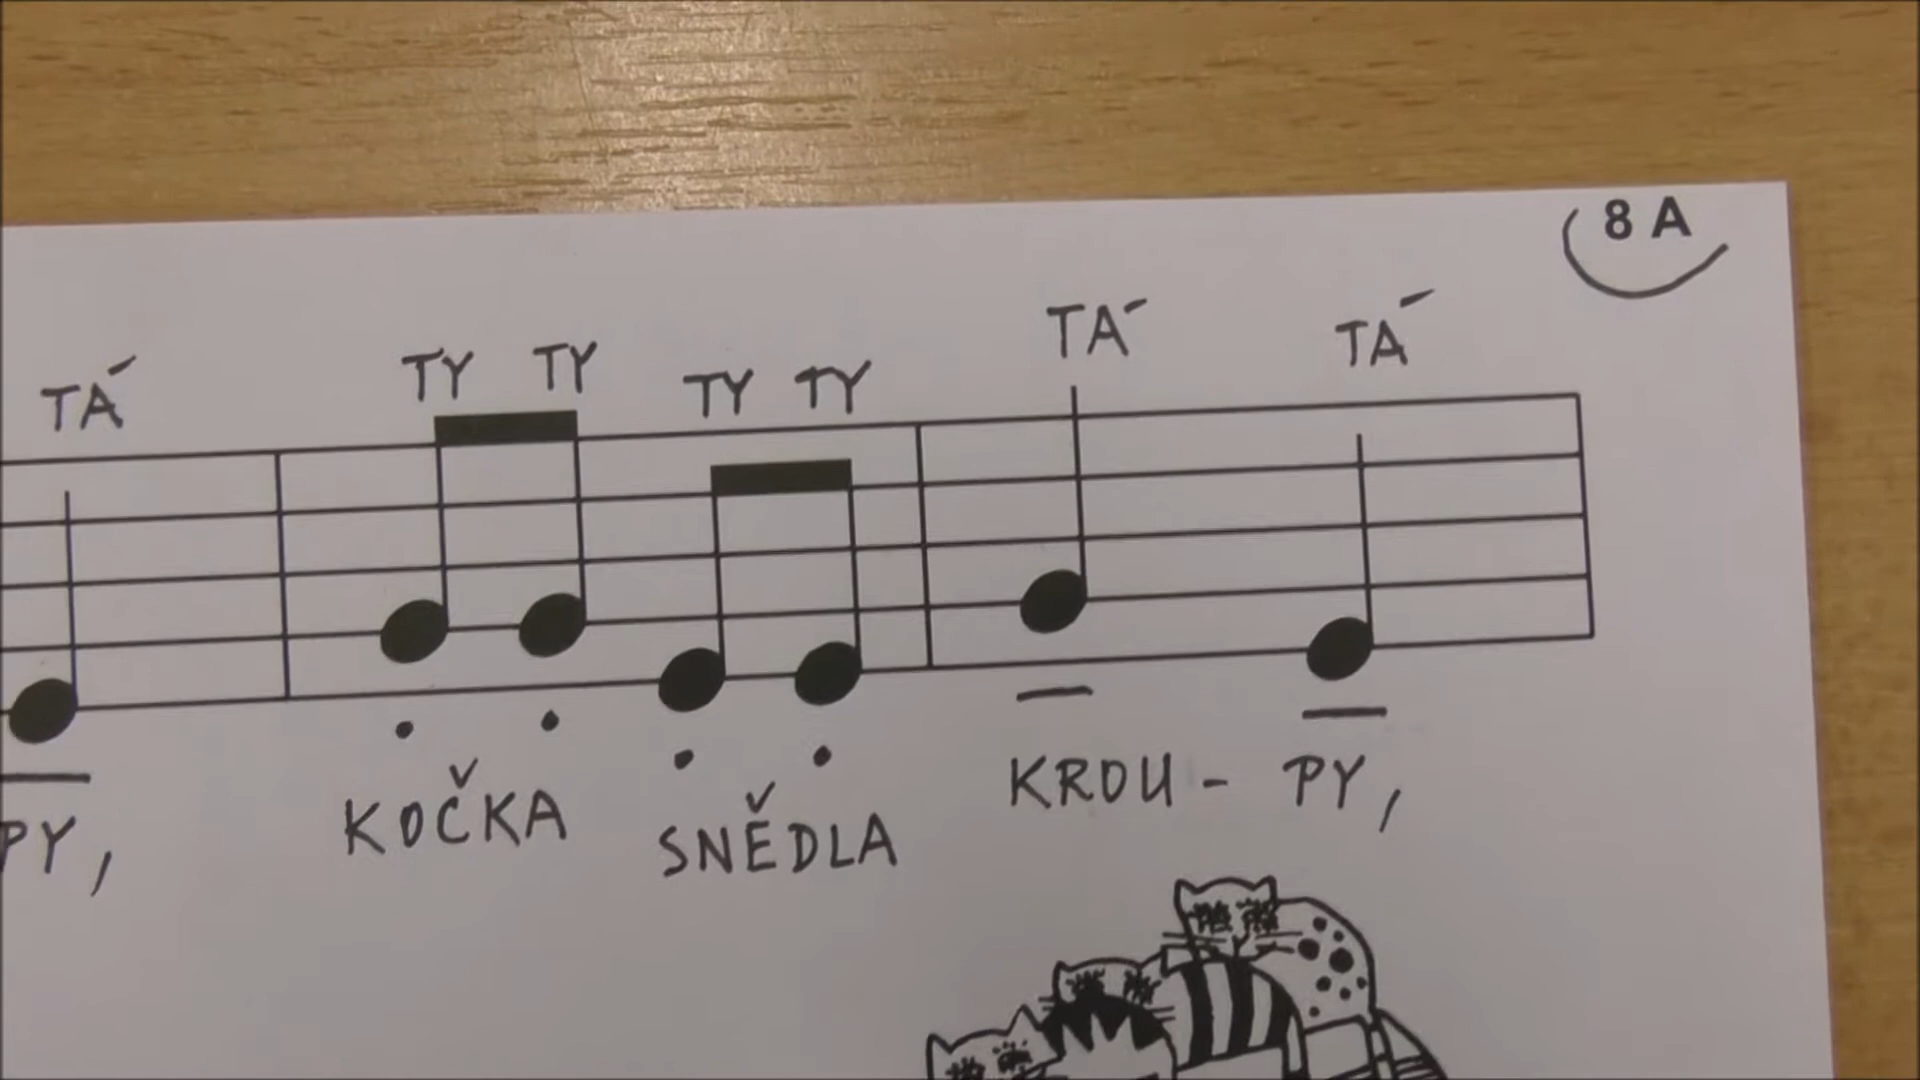 8 A
TÁ TY TY TY TY TÁ TÁ
PY, KOČKA SNĚDLA KROU - PY,